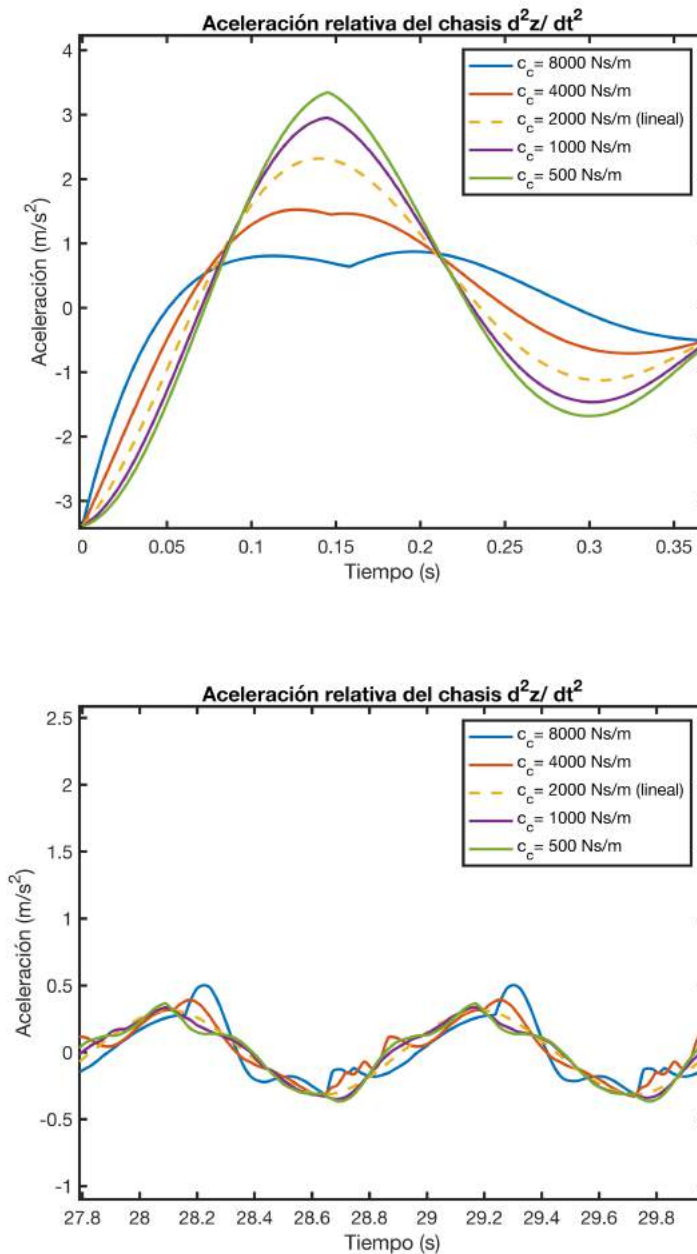 Aceleración relativa del chasis d²z/ dt²
c_c= 8000 Ns/m
c_c= 4000 Ns/m
c_c= 2000 Ns/m (lineal)
c_c= 1000 Ns/m
c_c= 500 Ns/m
Aceleración (m/s²)
4
3
2
1
0
-1
-2
-3
0 0.05 0.1 0.15 0.2 0.25 0.3 0.35
Tiempo (s)
Aceleración relativa del chasis d²z/ dt²
c_c= 8000 Ns/m
c_c= 4000 Ns/m
c_c= 2000 Ns/m (lineal)
c_c= 1000 Ns/m
c_c= 500 Ns/m
Aceleración (m/s²)
2.5
2
1.5
1
0.5
0
-0.5
-1
27.8 28 28.2 28.4 28.6 28.8 29 29.2 29.4 29.6 29.8
Tiempo (s)